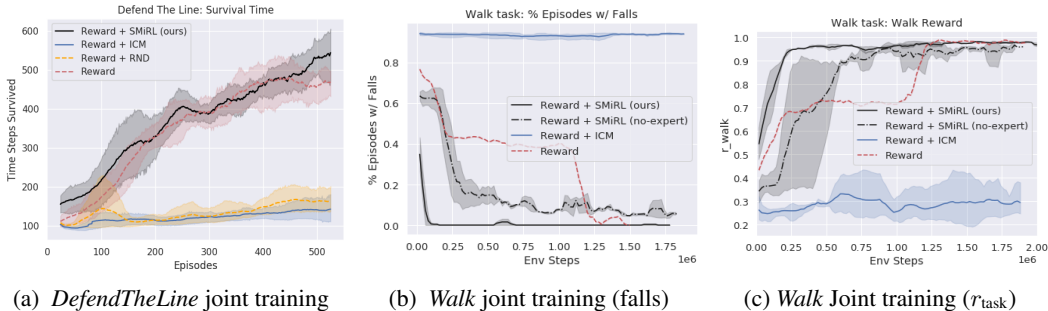 Defend The Line: Survival Time
600
500
400
300
200
100
Time Steps Survived
0
100
200
300
400
500
Episodes
Reward + SMiRL (ours)
Reward + ICM
Reward + RND
Reward
(a) DefendTheLine joint training
Walk task: % Episodes w/ Falls
0.8
0.6
0.4
0.2
0.0
% Episodes w/ Falls
0.00 0.25 0.50 0.75 1.00 1.25 1.50 1.75
Env Steps
1e6
Reward + SMiRL (ours)
Reward + SMiRL (no-expert)
Reward + ICM
Reward
(b) Walk joint training (falls)
Walk task: Walk Reward
1.0
0.9
0.8
0.7
0.6
0.5
0.4
0.3
0.2
r_walk
0.00 0.25 0.50 0.75 1.00 1.25 1.50 1.75 2.00
Env Steps
1e6
Reward + SMiRL (ours)
Reward + SMiRL (no-expert)
Reward + ICM
Reward
(c) Walk Joint training (r_task)